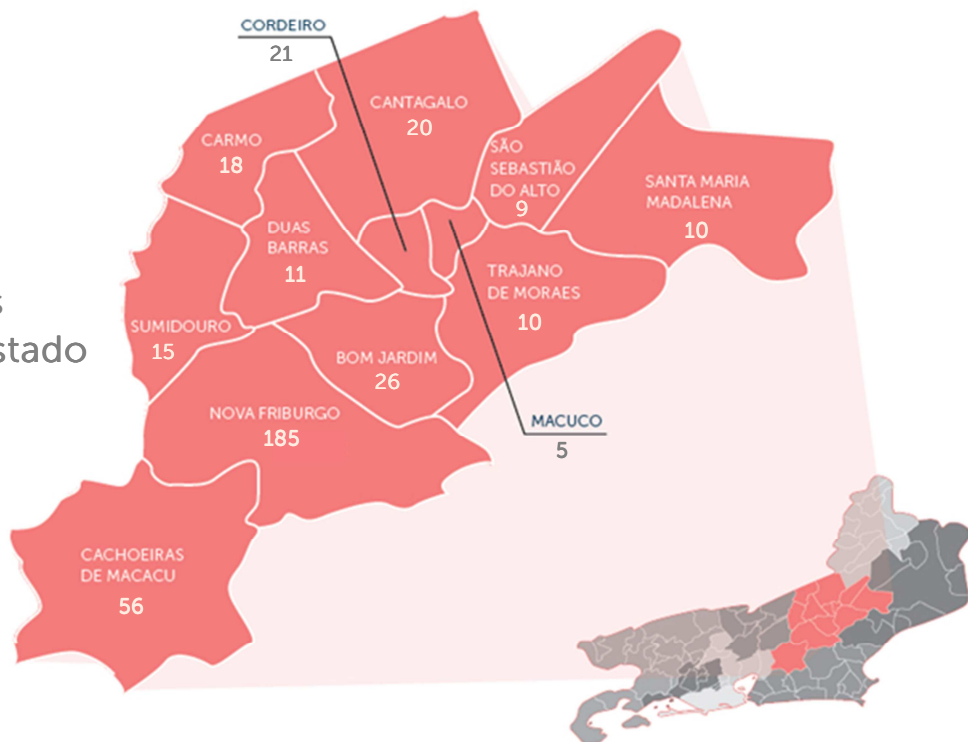 CORDEIRO
21
CANTAGALO
20
CARMO
18
SÃO
SEBASTIÃO
DO ALTO
9
SANTA MARIA
MADALENA
10
DUAS
BARRAS
11
TRAJANO
DE MORAES
10
SUMIDOURO
15
BOM JARDIM
26
NOVA FRIBURGO
185
MACUCO
5
CACHOEIRAS
DE MACACU
56